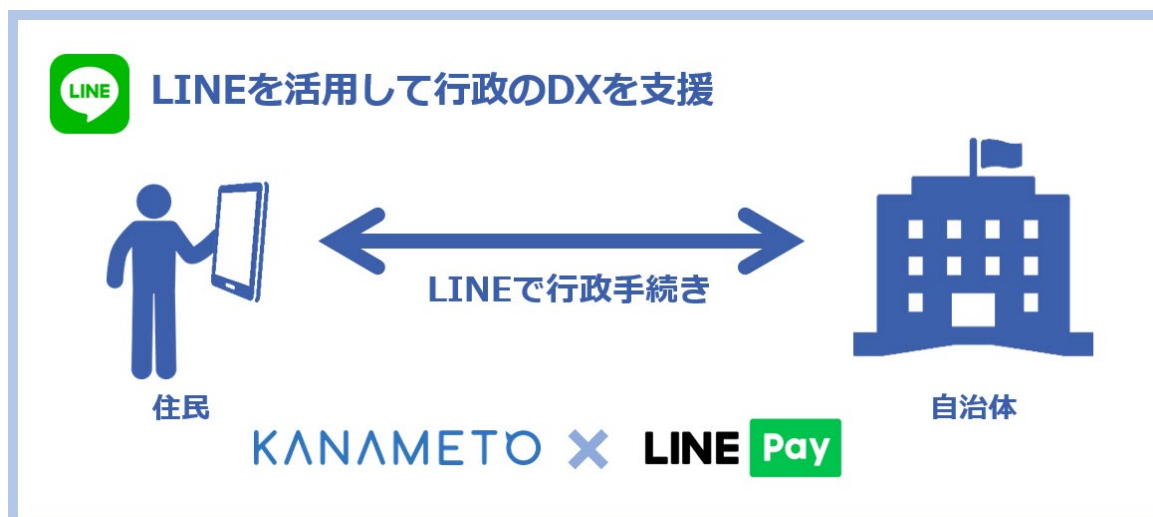 LINE
LINEを活用して行政のDXを支援
LINEで行政手続き
住民
自治体
KANAMETO × LINE Pay